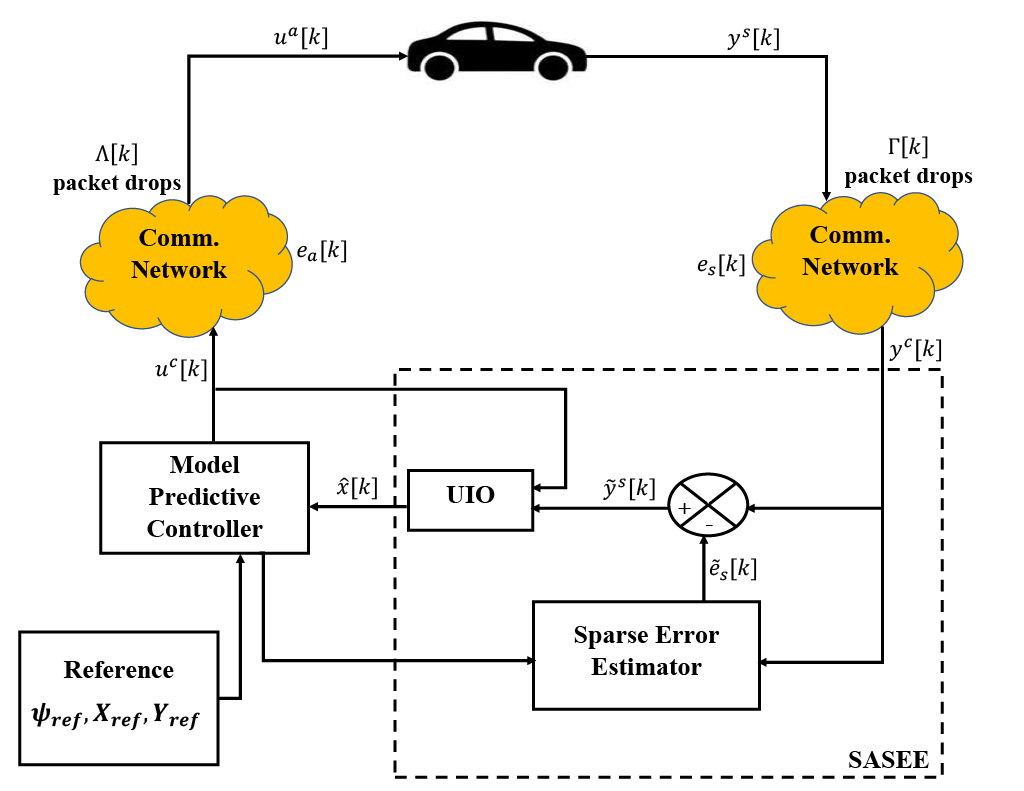 u^a[k]
y^s[k]
Λ[k]
packet drops
Γ[k]
packet drops
Comm.
Network
e_a[k]
e_s[k]
Comm.
Network
u^c[k]
y^c[k]
Model
Predictive
Controller
x̂[k]
UIO
ỹ^s[k]
+
-
ẽ_s[k]
Sparse Error
Estimator
Reference
ψ_ref, X_ref, Y_ref
SASEE